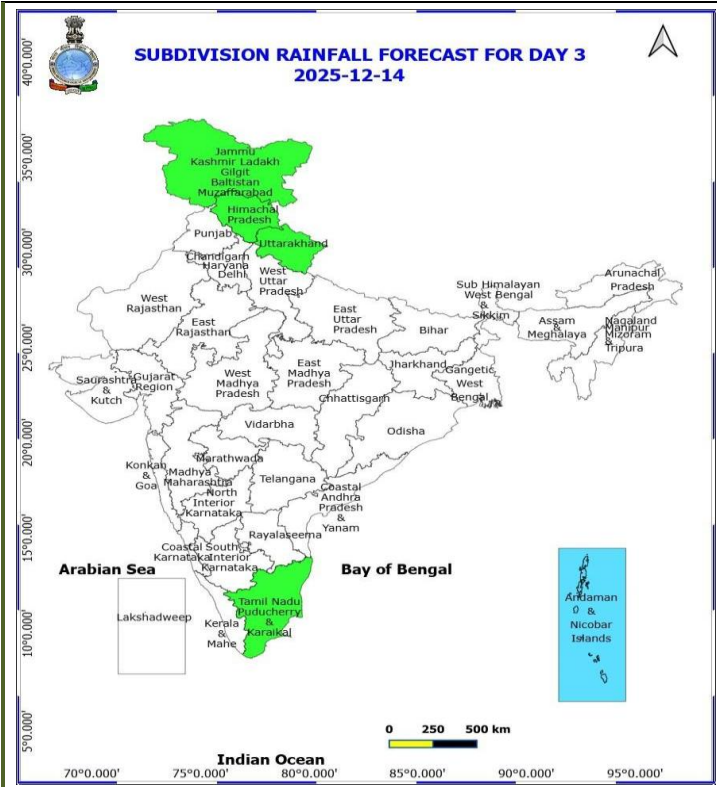 SUBDIVISION RAINFALL FORECAST FOR DAY 3
2025-12-14
40°0.000'
35°0.000'
30°0.000'
25°0.000'
20°0.000'
15°0.000'
10°0.000'
5°0.000'
Jammu
Kashmir Ladakh
Gilgit
Baltistan
Muzaffarabad
Himachal
Pradesh
Punjab
Uttarakhand
Chandigarh
Haryana
Delhi
West
Uttar
Pradesh
Arunachal
Pradesh
Sub Himalayan
West Bengal
&
Sikkim
West
Rajasthan
East
Rajasthan
East
Uttar
Pradesh
Bihar
Assam
&
Meghalaya
Nagaland
Manipur
Mizoram
&
Tripura
Saurashtra
&
Kutch
Gujarat
Region
West
Madhya
Pradesh
East
Madhya
Pradesh
Jharkhand
Gangetic
West
Bengal
Chhattisgarh
Vidarbha
Odisha
Konkan
&
Goa
Marathwada
Madhya
Maharashtra
North
Interior
Karnataka
Telangana
Coastal
Andhra
Pradesh
&
Yanam
Rayalaseema
Coastal
Karnataka
South
Interior
Karnataka
Arabian Sea
Bay of Bengal
Lakshadweep
Kerala
&
Mahe
Tamil Nadu
Puducherry
&
Karaikal
Andaman
&
Nicobar
Islands
0 250 500 km
Indian Ocean
70°0.000' 75°0.000' 80°0.000' 85°0.000' 90°0.000' 95°0.000'